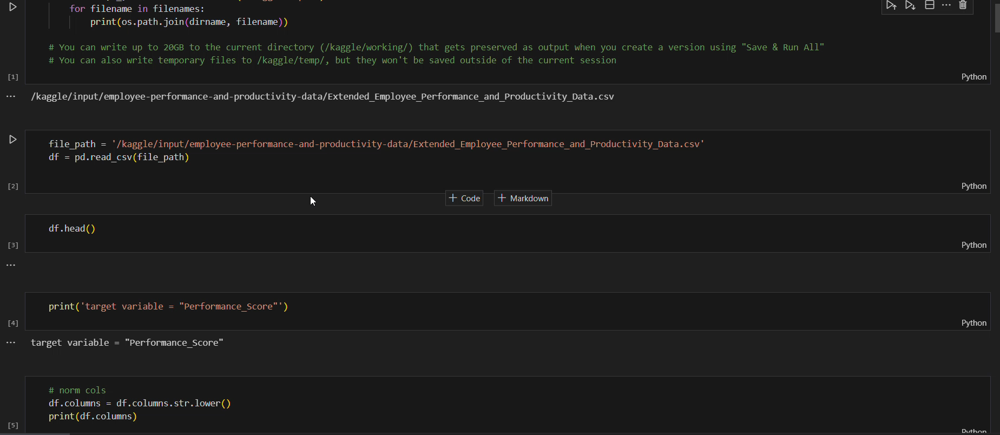 for filename in filenames:
print(os.path.join(dirname, filename))
# You can write up to 20GB to the current directory (/kaggle/working/) that gets preserved as output when you create a version using "Save & Run All"
# You can also write temporary files to /kaggle/temp/, but they won't be saved outside of the current session
[1]
Python
/kaggle/input/employee-performance-and-productivity-data/Extended_Employee_Performance_and_Productivity_Data.csv
file_path = '/kaggle/input/employee-performance-and-productivity-data/Extended_Employee_Performance_and_Productivity_Data.csv'
df = pd.read_csv(file_path)
[2]
Python
+ Code
+ Markdown
df.head()
[3]
Python
print('target variable = "Performance_Score"')
[4]
Python
target variable = "Performance_Score"
# norm cols
df.columns = df.columns.str.lower()
print(df.columns)
[5]
Python